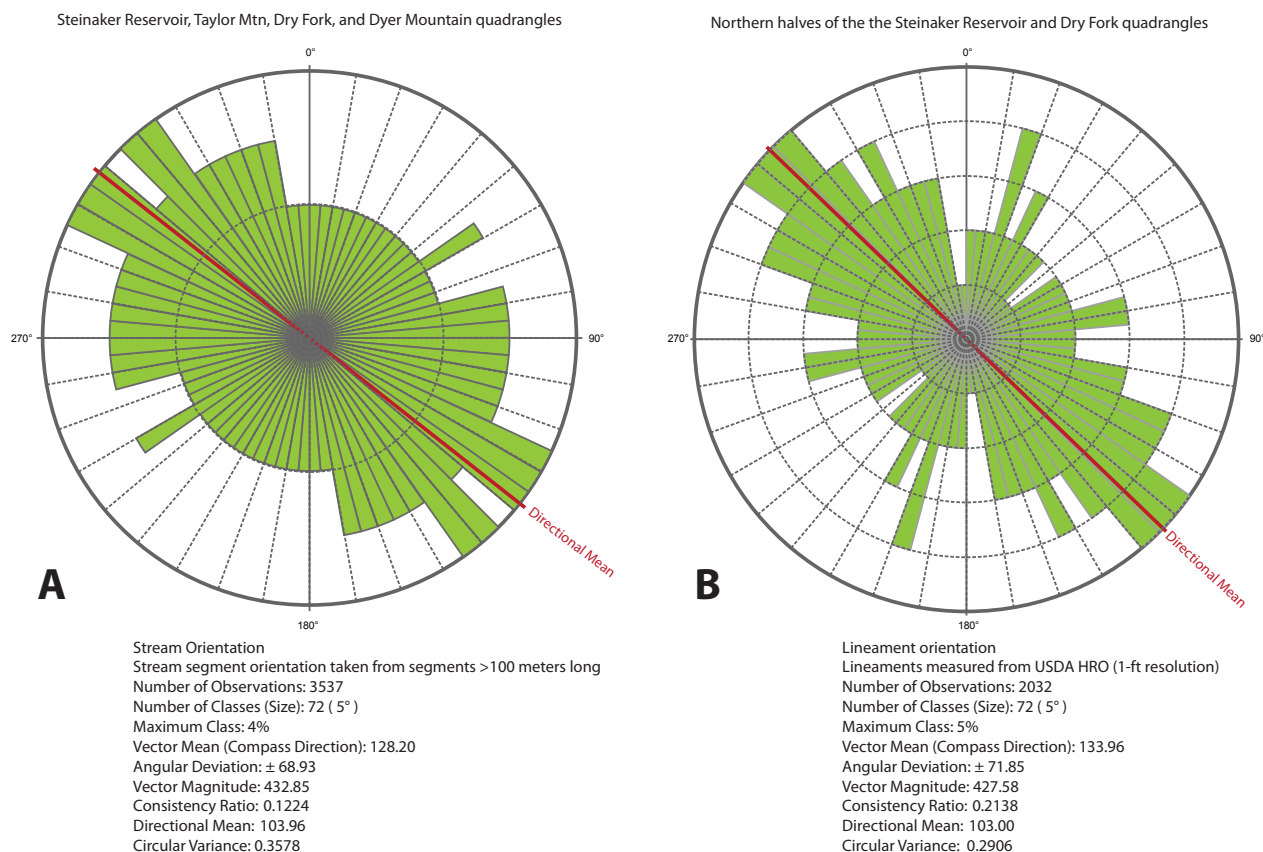 Steinaker Reservoir, Taylor Mtn, Dry Fork, and Dyer Mountain quadrangles
0°
270°
90°
180°
Directional Mean
A
Stream Orientation
Stream segment orientation taken from segments >100 meters long
Number of Observations: 3537
Number of Classes (Size): 72 ( 5° )
Maximum Class: 4%
Vector Mean (Compass Direction): 128.20
Angular Deviation: ± 68.93
Vector Magnitude: 432.85
Consistency Ratio: 0.1224
Directional Mean: 103.96
Circular Variance: 0.3578
Northern halves of the the Steinaker Reservoir and Dry Fork quadrangles
0°
270°
90°
180°
Directional Mean
B
Lineament orientation
Lineaments measured from USDA HRO (1-ft resolution)
Number of Observations: 2032
Number of Classes (Size): 72 ( 5° )
Maximum Class: 5%
Vector Mean (Compass Direction): 133.96
Angular Deviation: ± 71.85
Vector Magnitude: 427.58
Consistency Ratio: 0.2138
Directional Mean: 103.00
Circular Variance: 0.2906